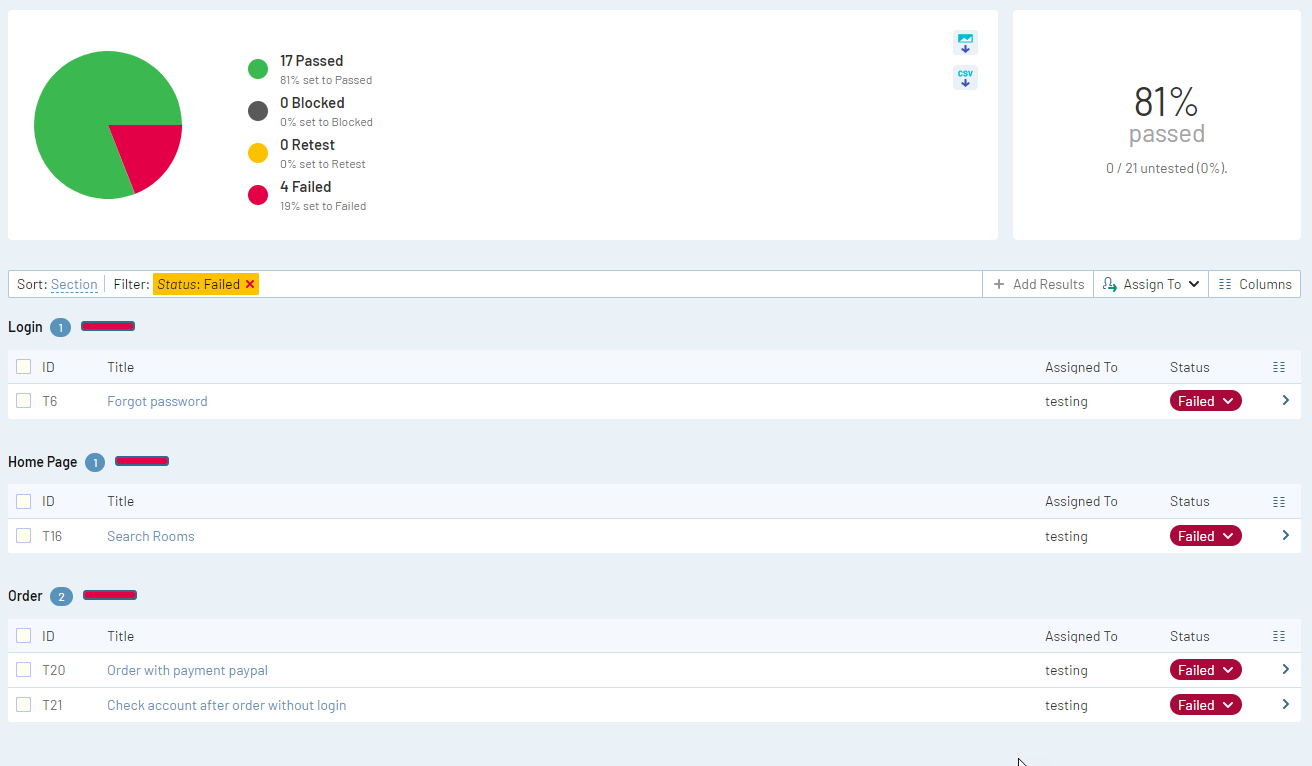 17 Passed
81% set to Passed
0 Blocked
0% set to Blocked
0 Retest
0% set to Retest
4 Failed
19% set to Failed
CSV
81%
passed
0 / 21 untested (0%).
Sort: Section Filter: Status: Failed Add Results Assign To Columns
Login 1
ID Title Assigned To Status
T6 Forgot password testing Failed
Home Page 1
ID Title Assigned To Status
T16 Search Rooms testing Failed
Order 2
ID Title Assigned To Status
T20 Order with payment paypal testing Failed
T21 Check account after order without login testing Failed